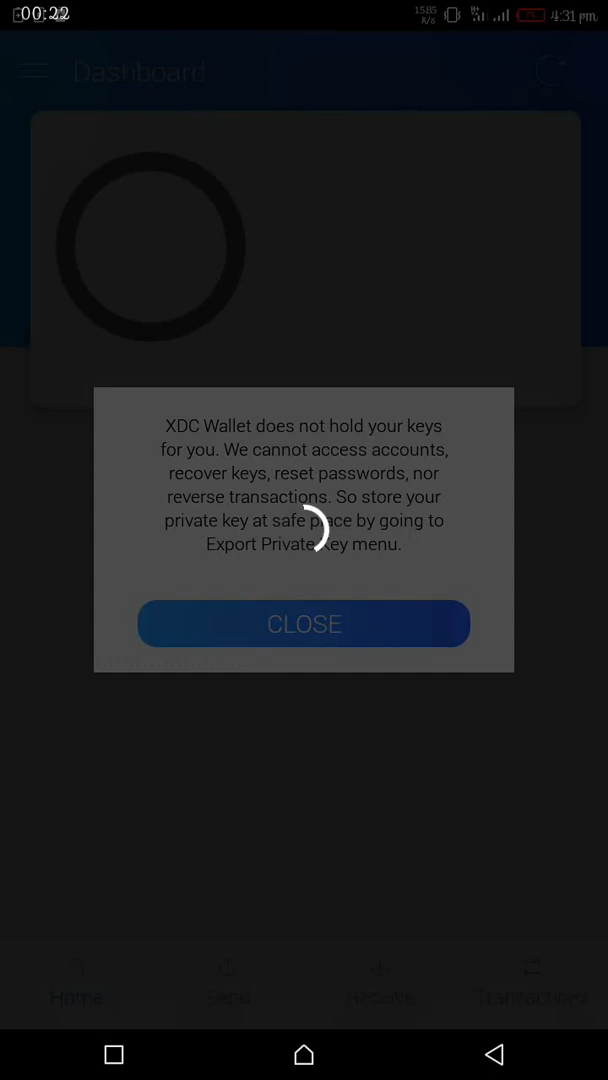 00:22
15.85 K/s
4:31 pm
Dashboard
XDC Wallet does not hold your keys
for you. We cannot access accounts,
recover keys, reset passwords, nor
reverse transactions. So store your
private key at safe place by going to
Export Private Key menu.
CLOSE
Home Send Receive Transactions